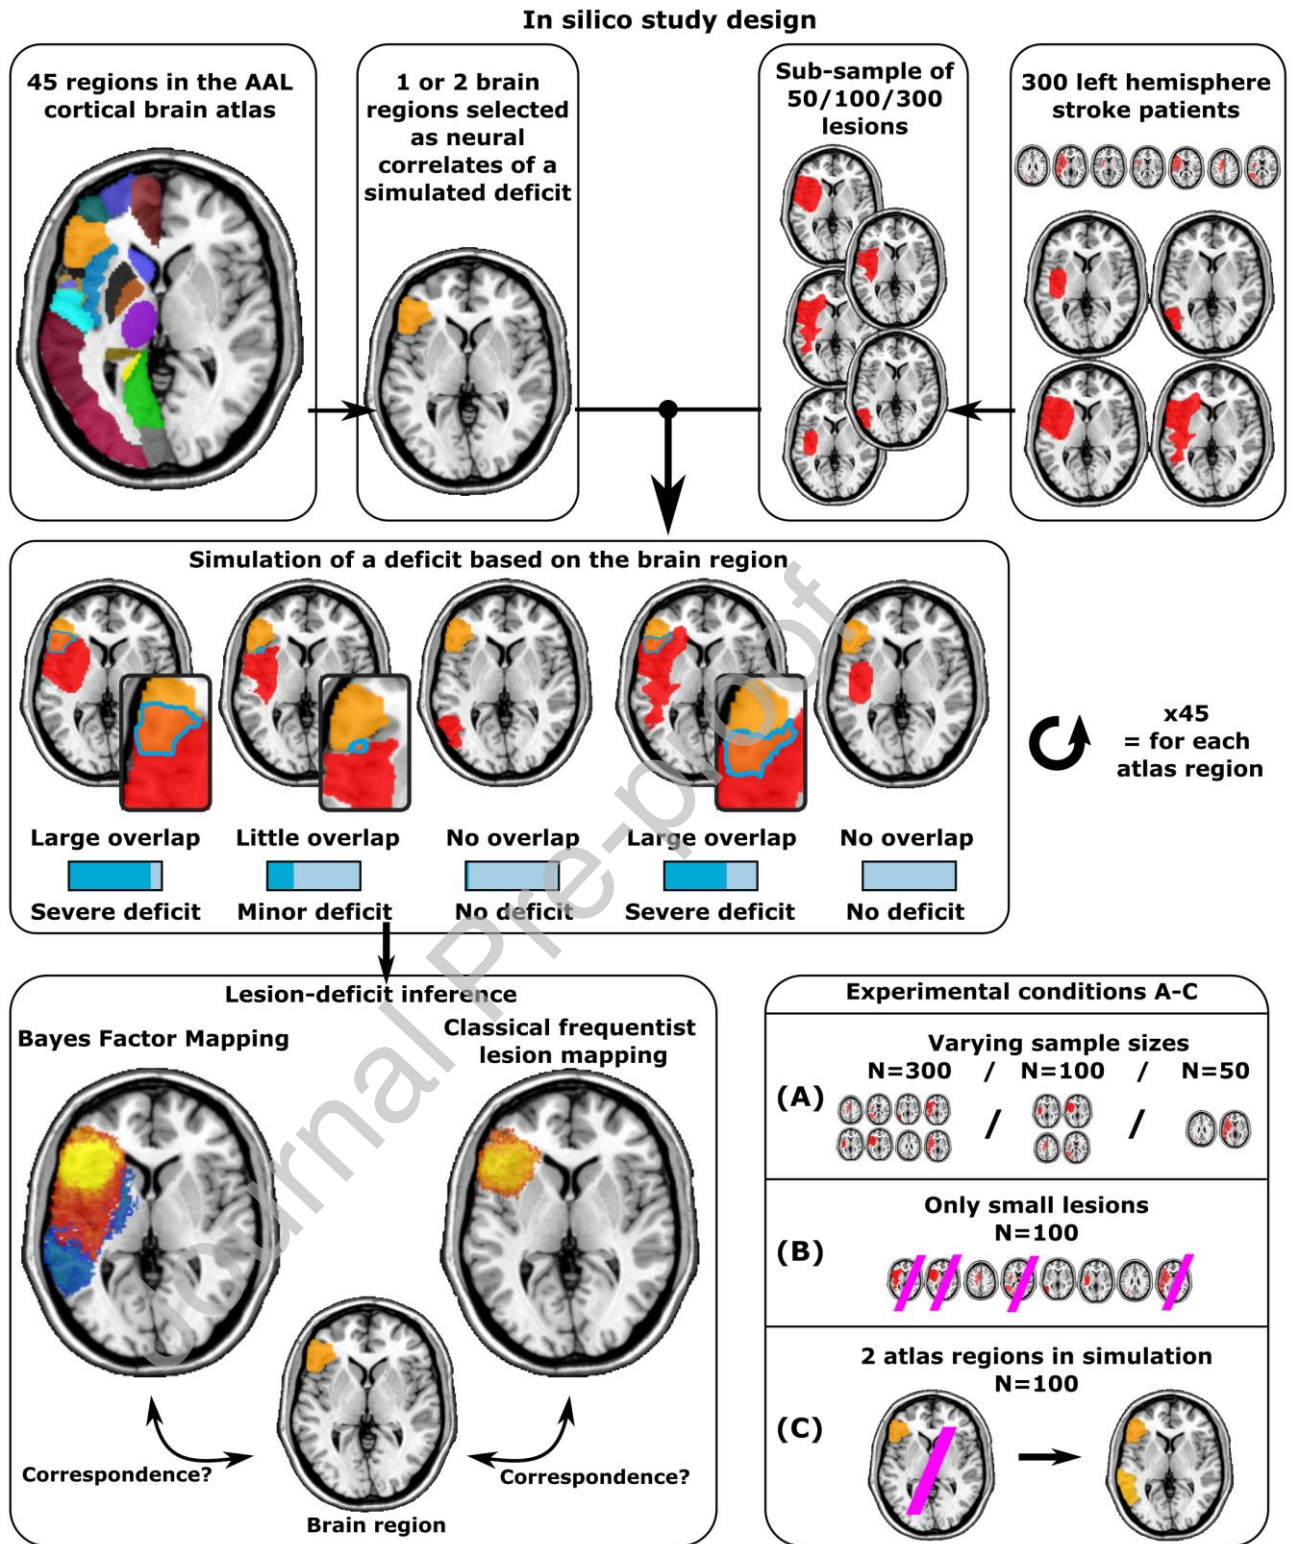 In silico study design
45 regions in the AAL
cortical brain atlas
1 or 2 brain
regions selected
as neural
correlates of a
simulated deficit
Sub-sample of
50/100/300
lesions
300 left hemisphere
stroke patients
Simulation of a deficit based on the brain region
Large overlap
Little overlap
No overlap
Large overlap
No overlap
Severe deficit
Minor deficit
No deficit
Severe deficit
No deficit
x45
= for each
atlas region
Lesion-deficit inference
Bayes Factor Mapping
Classical frequentist
lesion mapping
Correspondence?
Correspondence?
Brain region
Experimental conditions A-C
Varying sample sizes
N=300 / N=100 / N=50
(A) / /
Only small lesions
N=100
(B)
2 atlas regions in simulation
N=100
(C)
Journal Pre-proof